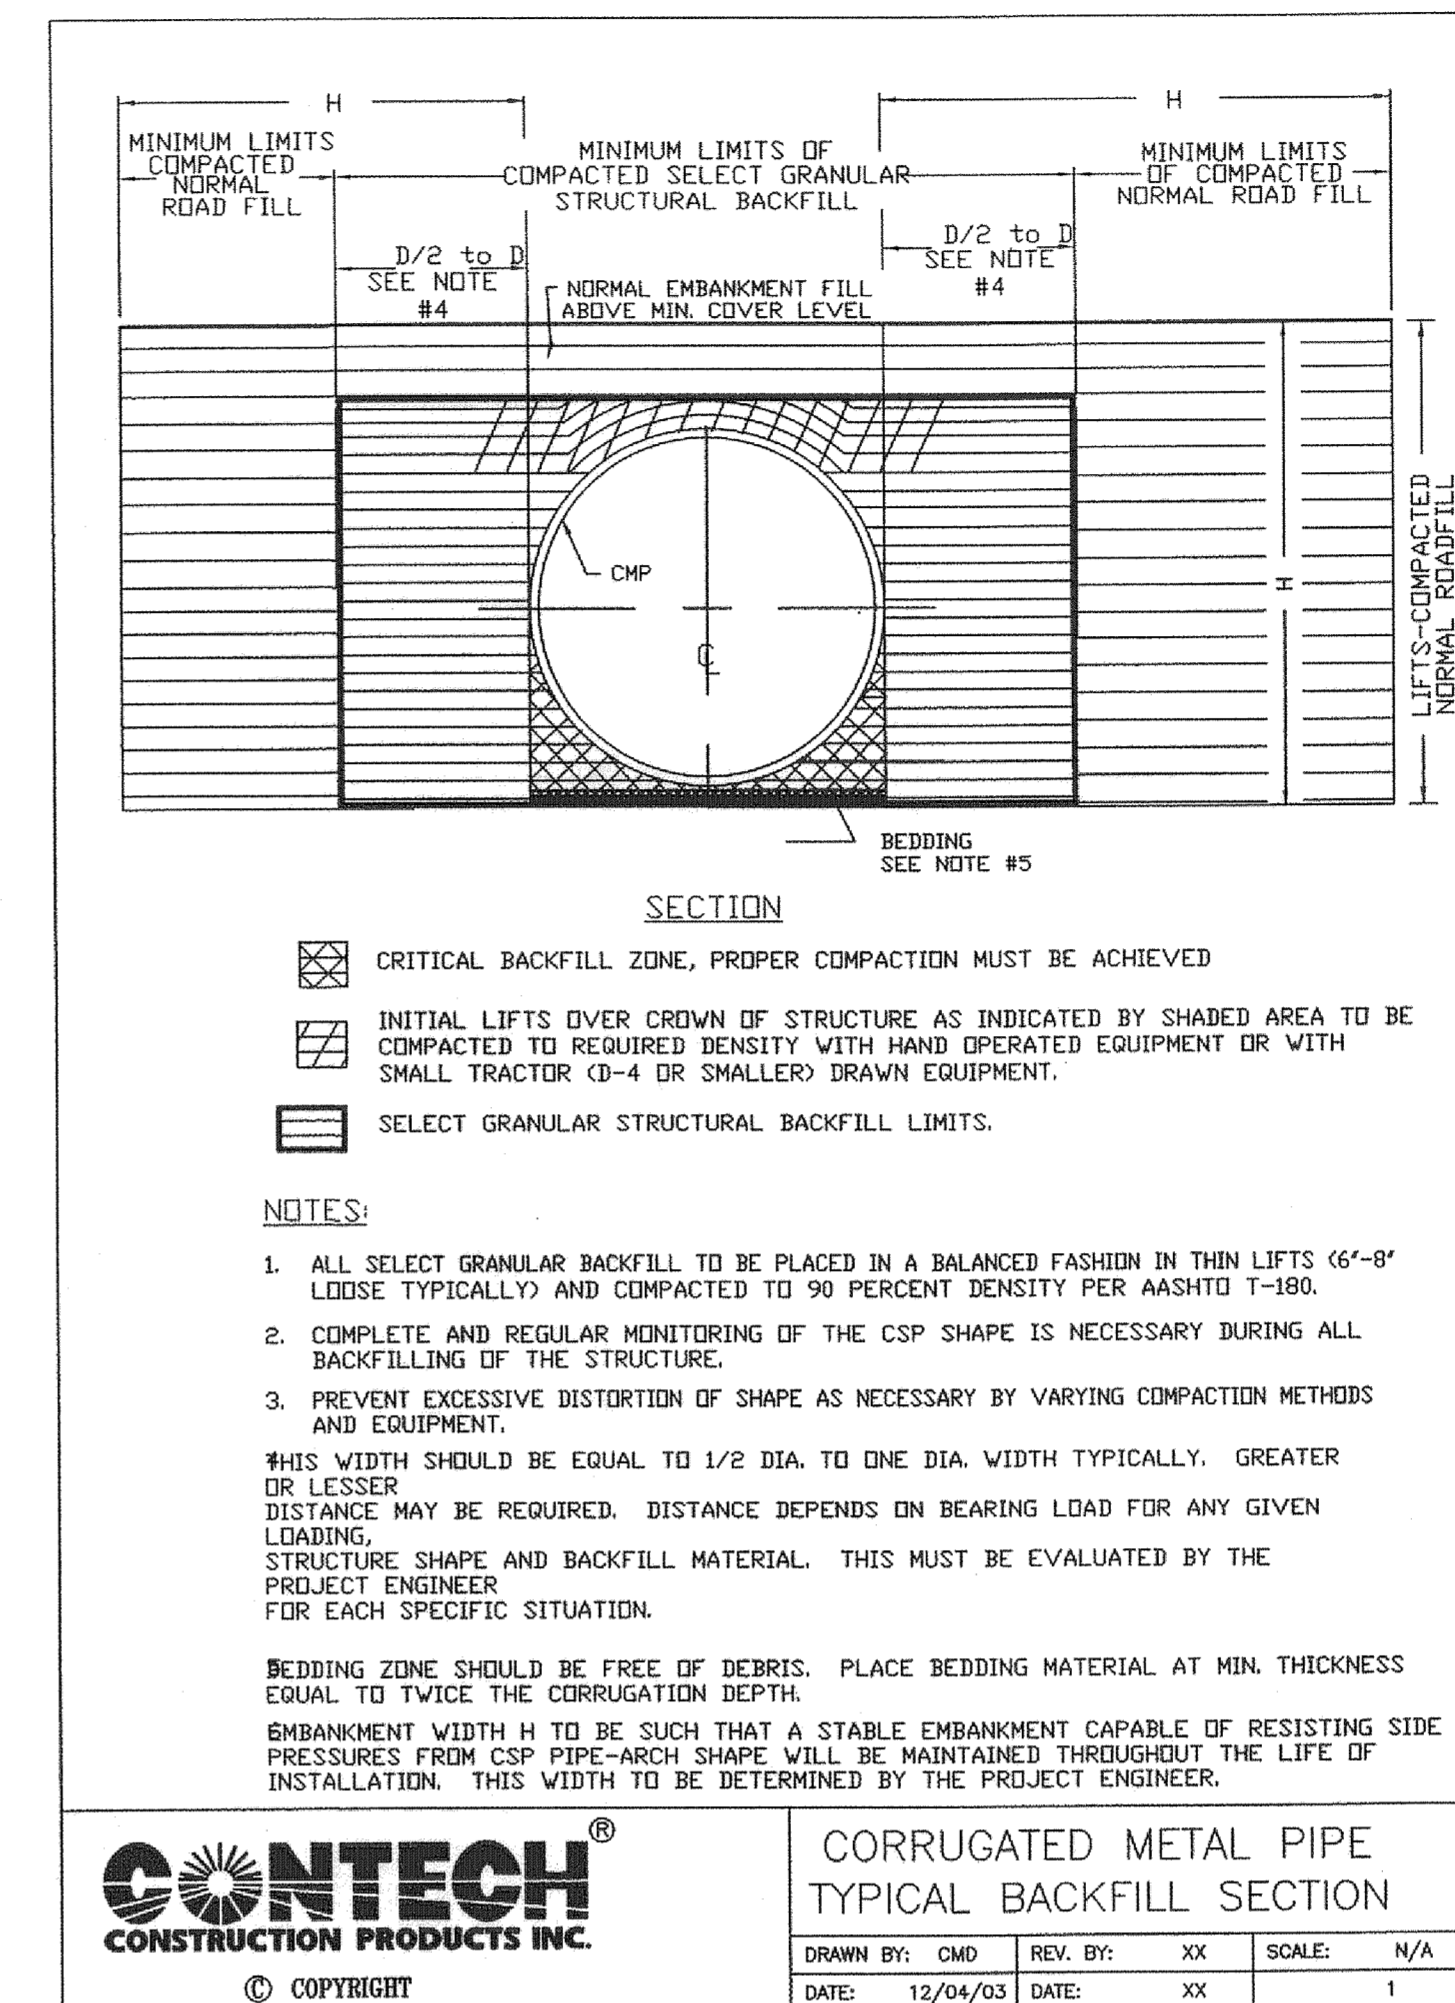 H
H
MINIMUM LIMITS
COMPACTED
NORMAL
ROAD FILL
MINIMUM LIMITS OF
COMPACTED SELECT GRANULAR
STRUCTURAL BACKFILL
MINIMUM LIMITS
OF COMPACTED
NORMAL ROAD FILL
D/2 to D
SEE NOTE
#4
D/2 to D
SEE NOTE
#4
NORMAL EMBANKMENT FILL
ABOVE MIN. COVER LEVEL
CMP
C
L
H
LIFTS-COMPACTED
NORMAL ROADFILL
BEDDING
SEE NOTE #5
SECTION
CRITICAL BACKFILL ZONE, PROPER COMPACTION MUST BE ACHIEVED
INITIAL LIFTS OVER CROWN OF STRUCTURE AS INDICATED BY SHADED AREA TO BE
COMPACTED TO REQUIRED DENSITY WITH HAND OPERATED EQUIPMENT OR WITH
SMALL TRACTOR (D-4 OR SMALLER) DRAWN EQUIPMENT.
SELECT GRANULAR STRUCTURAL BACKFILL LIMITS.
NOTES:
1. ALL SELECT GRANULAR BACKFILL TO BE PLACED IN A BALANCED FASHION IN THIN LIFTS (6"-8"
LOOSE TYPICALLY) AND COMPACTED TO 90 PERCENT DENSITY PER AASHTO T-180.
2. COMPLETE AND REGULAR MONITORING OF THE CSP SHAPE IS NECESSARY DURING ALL
BACKFILLING OF THE STRUCTURE.
3. PREVENT EXCESSIVE DISTORTION OF SHAPE AS NECESSARY BY VARYING COMPACTION METHODS
AND EQUIPMENT.
THIS WIDTH SHOULD BE EQUAL TO 1/2 DIA. TO ONE DIA. WIDTH TYPICALLY. GREATER
OR LESSER
DISTANCE MAY BE REQUIRED. DISTANCE DEPENDS ON BEARING LOAD FOR ANY GIVEN
LOADING,
STRUCTURE SHAPE AND BACKFILL MATERIAL. THIS MUST BE EVALUATED BY THE
PROJECT ENGINEER
FOR EACH SPECIFIC SITUATION.
BEDDING ZONE SHOULD BE FREE OF DEBRIS. PLACE BEDDING MATERIAL AT MIN. THICKNESS
EQUAL TO TWICE THE CORRUGATION DEPTH.
EMBANKMENT WIDTH H TO BE SUCH THAT A STABLE EMBANKMENT CAPABLE OF RESISTING SIDE
PRESSURES FROM CSP PIPE-ARCH SHAPE WILL BE MAINTAINED THROUGHOUT THE LIFE OF
INSTALLATION. THIS WIDTH TO BE DETERMINED BY THE PROJECT ENGINEER.
CONTECH®
CONSTRUCTION PRODUCTS INC.
© COPYRIGHT
CORRUGATED METAL PIPE
TYPICAL BACKFILL SECTION
DRAWN BY: CMD REV. BY: XX SCALE: N/A
DATE: 12/04/03 DATE: XX 1